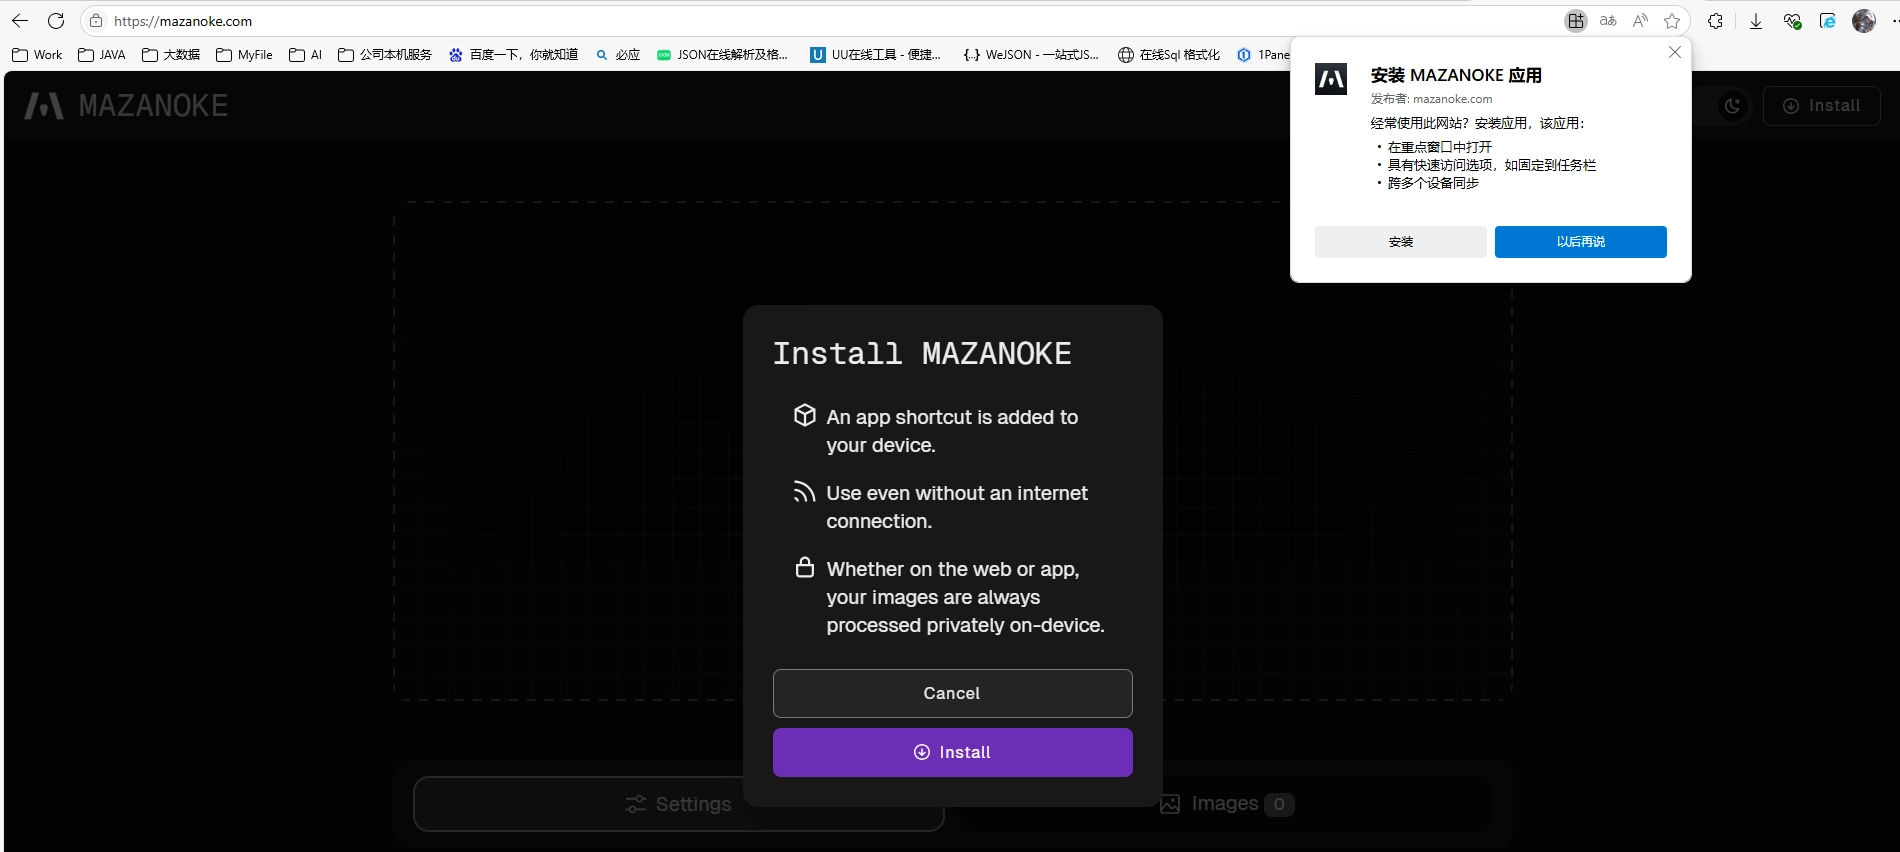 https://mazanoke.com
Work
JAVA
大数据
MyFile
AI
公司本机服务
百度一下，你就知道
必应
JSON在线解析及格...
UU在线工具 - 便捷...
WeJSON - 一站式JS...
在线Sql 格式化
1Pane
MAZANOKE
Install
安装 MAZANOKE 应用
发布者: mazanoke.com
经常使用此网站？安装应用，该应用：
• 在重点窗口中打开
• 具有快速访问选项，如固定到任务栏
• 跨多个设备同步
安装
以后再说
Install MAZANOKE
An app shortcut is added to
your device.
Use even without an internet
connection.
Whether on the web or app,
your images are always
processed privately on-device.
Cancel
Install
Settings
Images 0